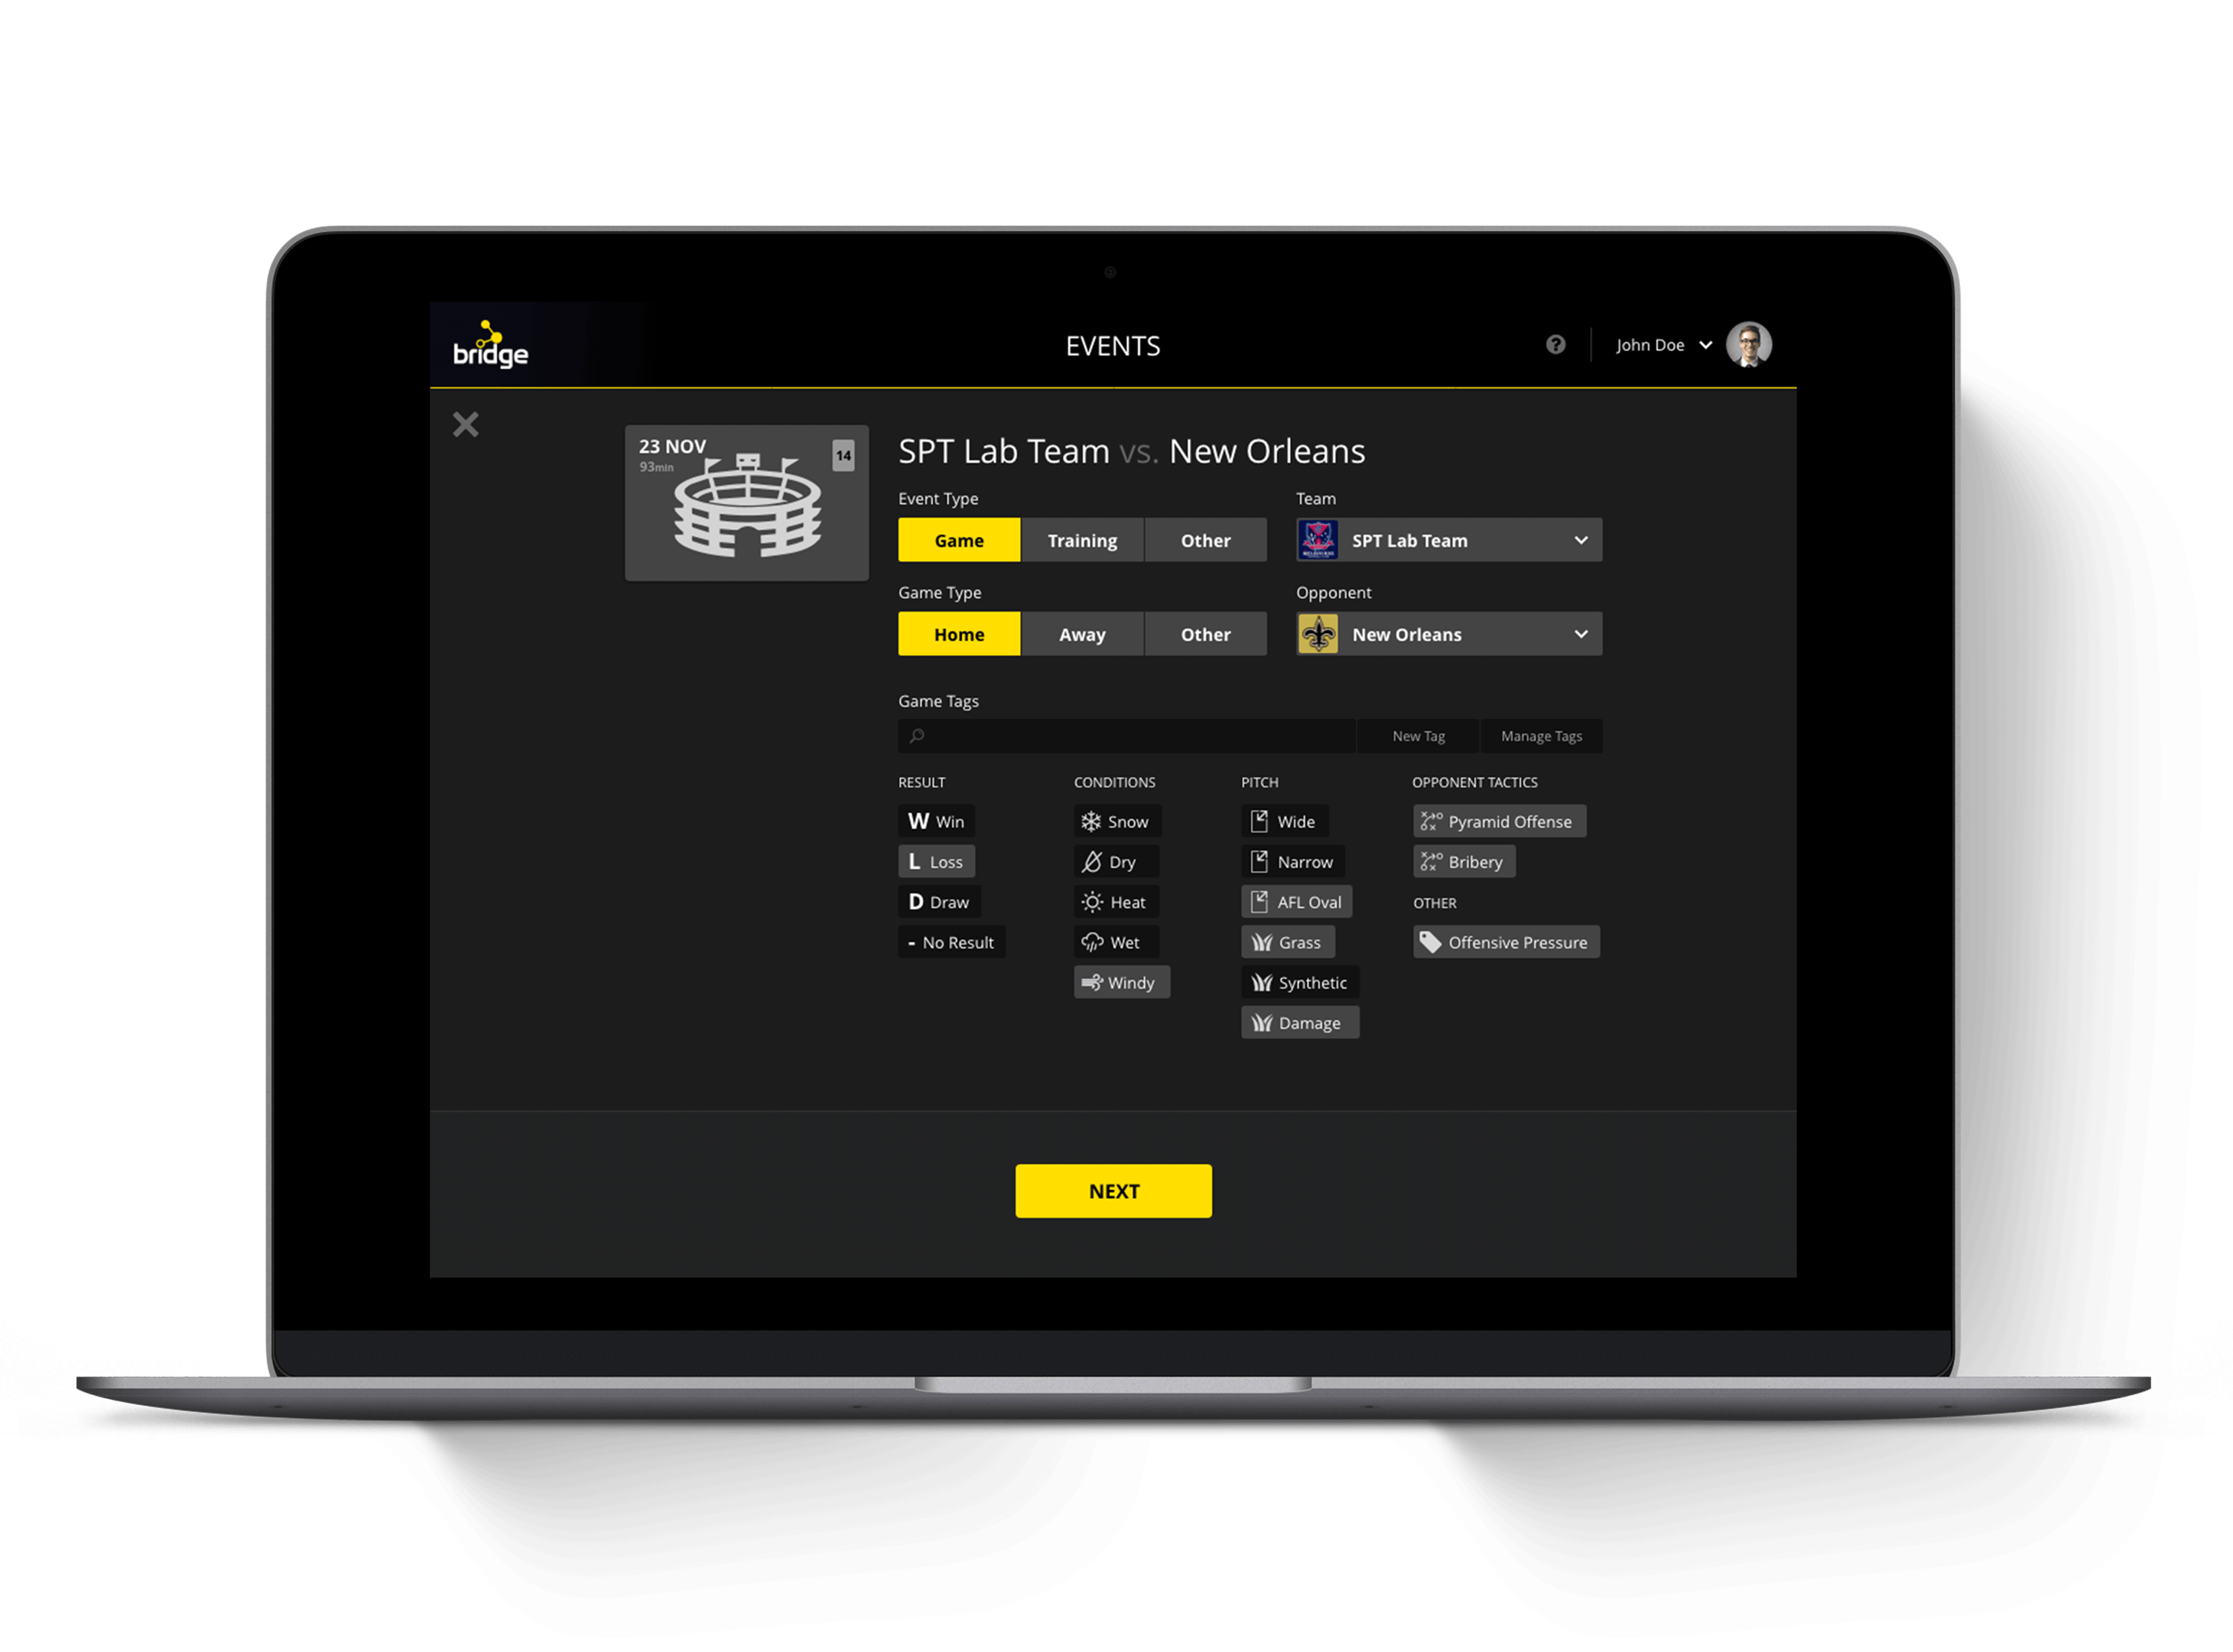 bridge
EVENTS
?
John Doe
23 NOV
93min
14
SPT Lab Team vs. New Orleans
Event Type
Team
Game
Training
Other
SPT Lab Team
Game Type
Opponent
Home
Away
Other
New Orleans
Game Tags
New Tag
Manage Tags
RESULT
W Win
L Loss
D Draw
- No Result
CONDITIONS
Snow
Dry
Heat
Wet
Windy
PITCH
Wide
Narrow
AFL Oval
Grass
Synthetic
Damage
OPPONENT TACTICS
Pyramid Offense
Bribery
OTHER
Offensive Pressure
NEXT